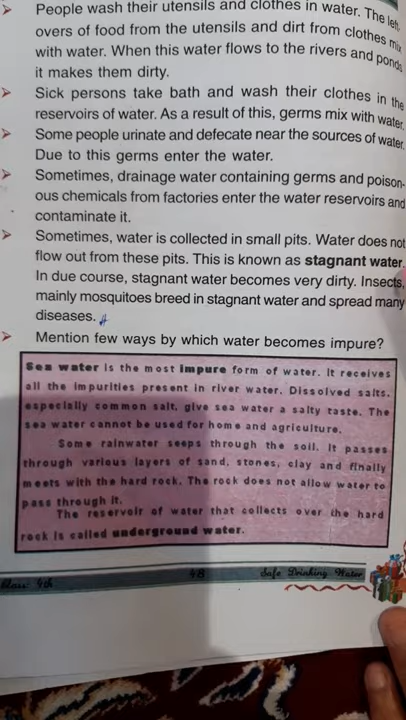 People wash their utensils and clothes in water. The left
overs of food from the utensils and dirt from clothes mix
with water. When this water flows to the rivers and ponds
it makes them dirty.
Sick persons take bath and wash their clothes in the
reservoirs of water. As a result of this, germs mix with water.
Some people urinate and defecate near the sources of water.
Due to this germs enter the water.
Sometimes, drainage water containing germs and poison-
ous chemicals from factories enter the water reservoirs and
contaminate it.
Sometimes, water is collected in small pits. Water does not
flow out from these pits. This is known as stagnant water.
In due course, stagnant water becomes very dirty. Insects,
mainly mosquitoes breed in stagnant water and spread many
diseases.
Mention few ways by which water becomes impure?
Sea water is the most impure form of water. It receives
all the impurities present in river water. Dissolved salts,
especially common salt, give sea water a salty taste. The
sea water cannot be used for home and agriculture.
Some rainwater seeps through the soil. It passes
through various layers of sand, stones, clay and finally
meets with the hard rock. The rock does not allow water to
pass through it.
The reservoir of water that collects over the hard
rock is called underground water.
Class: 4th 48 Safe Drinking Water